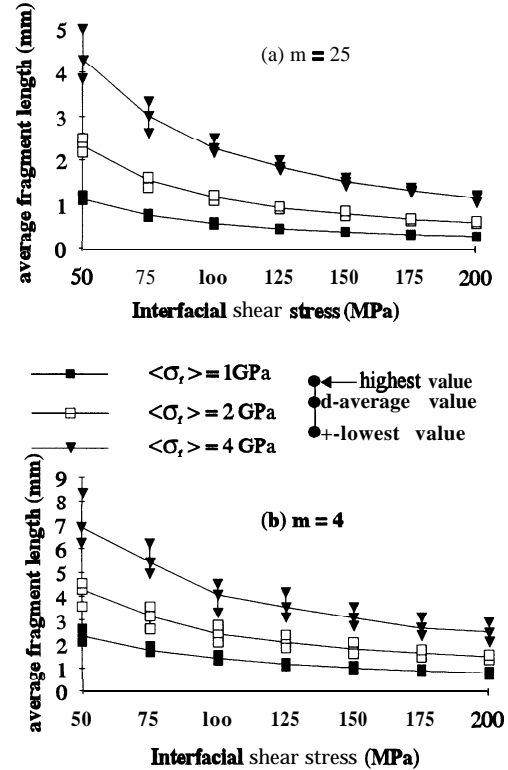 (a) m = 25
average fragment length (mm)
5
4
3
2
1
0
50 75 1oo 125 150 175 200
Interfacial shear stress (MPa)
<σf> = 1GPa
<σf> = 2 GPa
<σf> = 4 GPa
highest value
d-average value
+-lowest value
(b) m = 4
average fragment length (mm)
9
8
7
6
5
4
3
2
1
0
50 75 1oo 125 150 175 200
Interfacial shear stress (MPa)